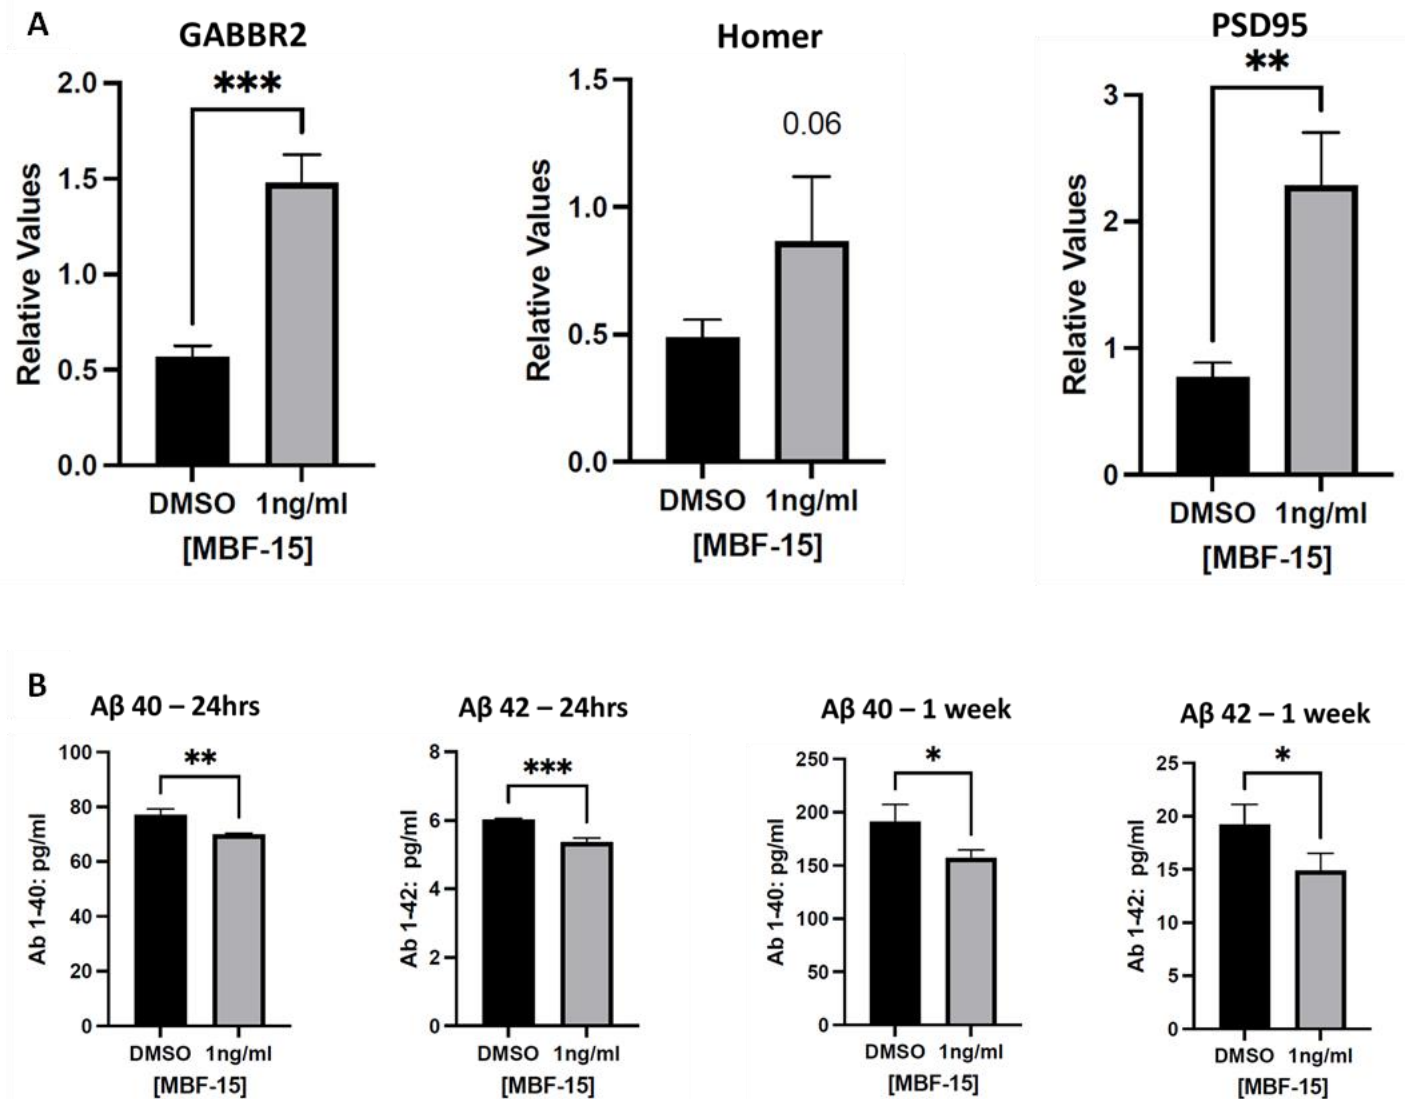 A
GABBR2
***
Relative Values
2.0
1.5
1.0
0.5
0.0
DMSO 1ng/ml
[MBF-15]
Homer
0.06
Relative Values
1.5
1.0
0.5
0.0
DMSO 1ng/ml
[MBF-15]
PSD95
**
Relative Values
3
2
1
0
DMSO 1ng/ml
[MBF-15]
B
Aβ 40 – 24hrs
**
Ab 1-40: pg/ml
100
80
60
40
20
0
DMSO 1ng/ml
[MBF-15]
Aβ 42 – 24hrs
***
Ab 1-42: pg/ml
8
6
4
2
0
DMSO 1ng/ml
[MBF-15]
Aβ 40 – 1 week
*
Ab 1-40: pg/ml
250
200
150
100
50
0
DMSO 1ng/ml
[MBF-15]
Aβ 42 – 1 week
*
Ab 1-42: pg/ml
25
20
15
10
5
0
DMSO 1ng/ml
[MBF-15]